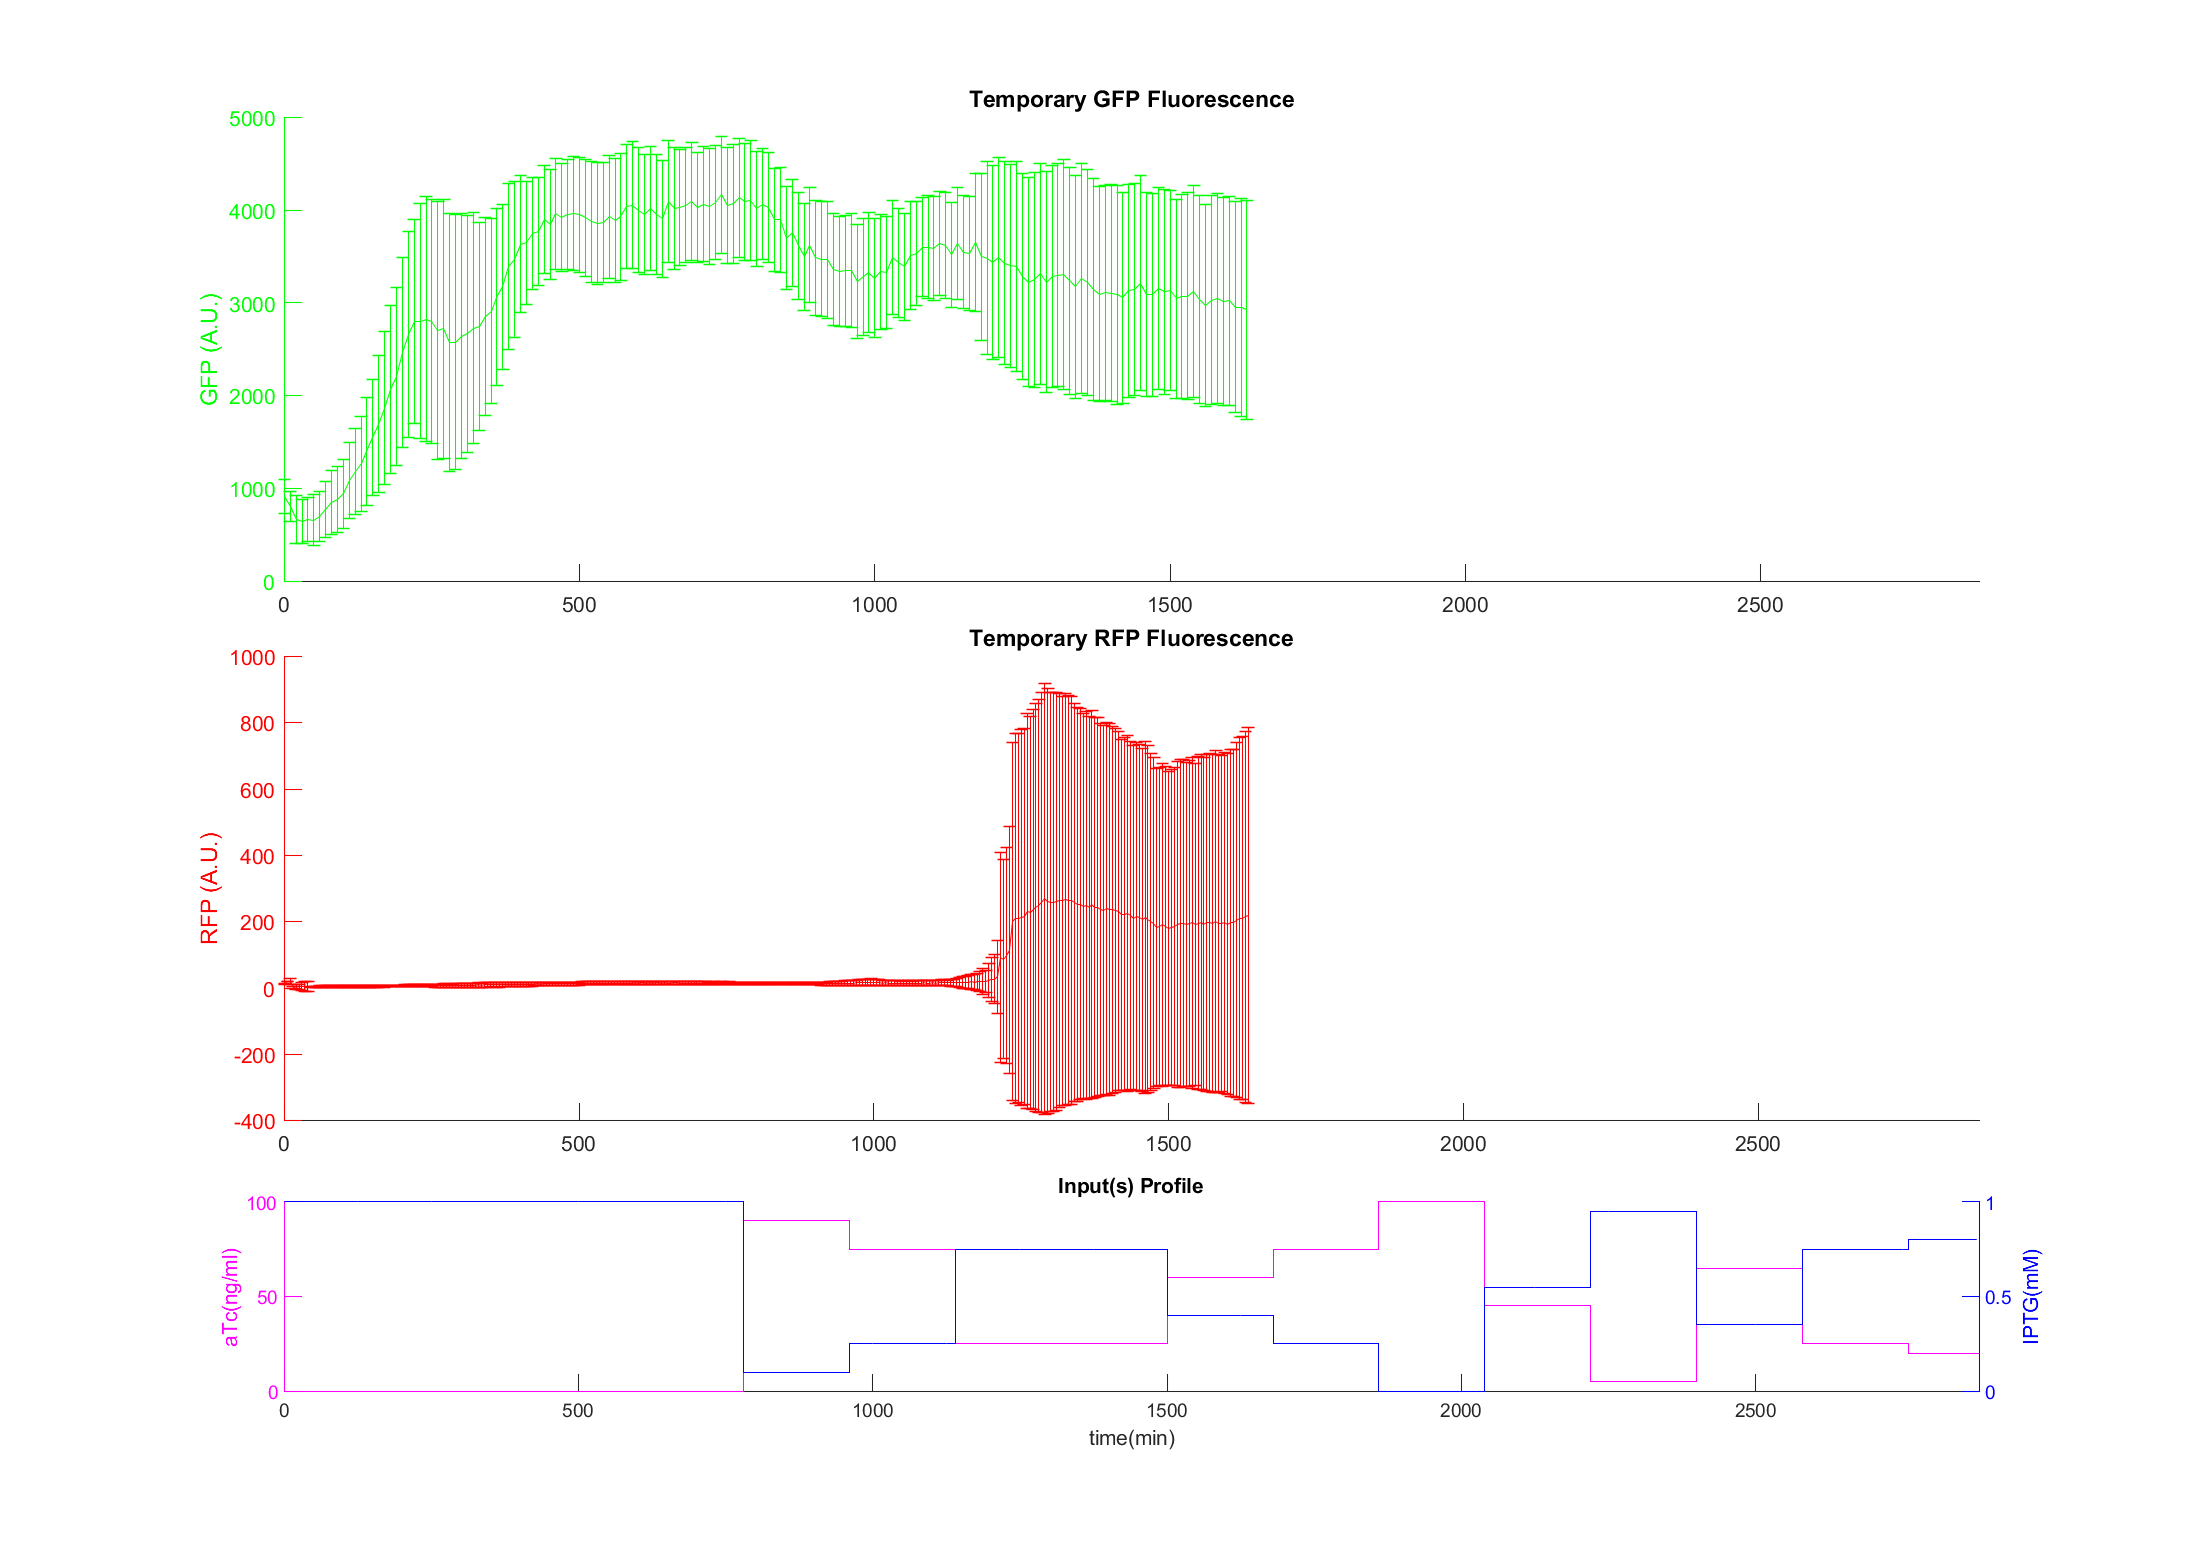 Temporary GFP Fluorescence
GFP (A.U.)
5000
4000
3000
2000
1000
0
0 500 1000 1500 2000 2500
Temporary RFP Fluorescence
RFP (A.U.)
1000
800
600
400
200
0
-200
-400
0 500 1000 1500 2000 2500
Input(s) Profile
aTc(ng/ml)
100
50
0
1
0.5
0
IPTG(mM)
0 500 1000 1500 2000 2500
time(min)